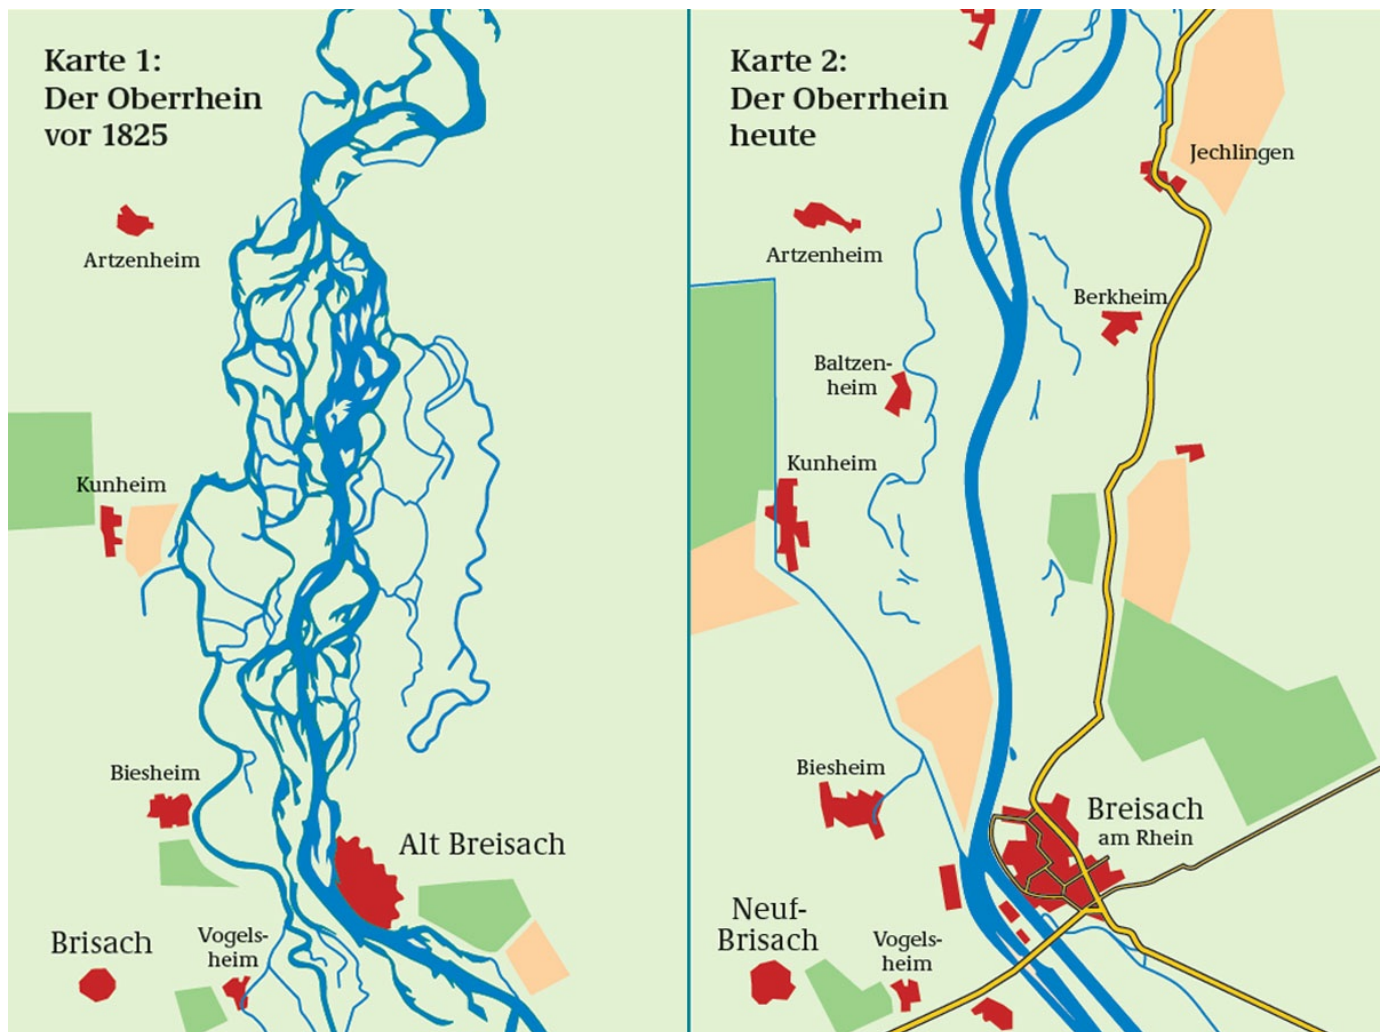 Karte 1:
Der Oberrhein
vor 1825
Artzenheim
Kunheim
Biesheim
Alt Breisach
Brisach
Vogels-
heim
Karte 2:
Der Oberrhein
heute
Jechlingen
Artzenheim
Berkheim
Baltzen-
heim
Kunheim
Biesheim
Breisach
am Rhein
Neuf-
Brisach
Vogels-
heim